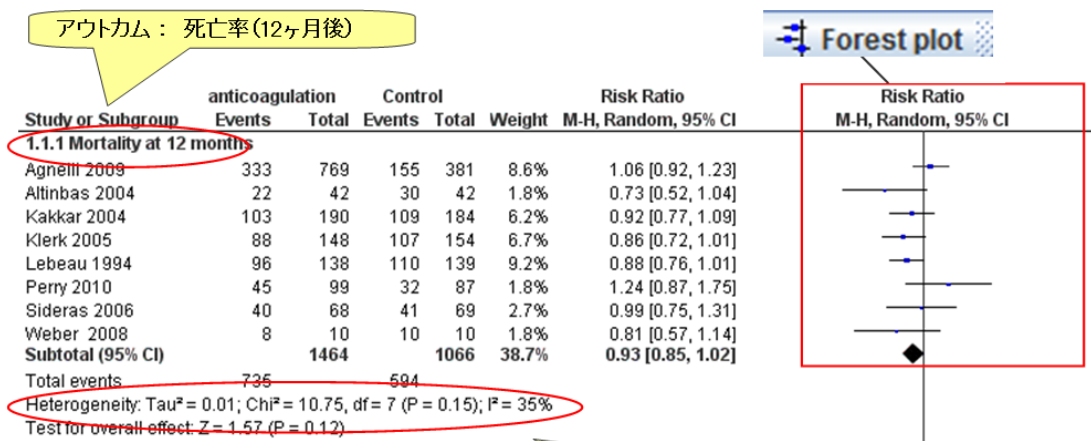 アウトカム： 死亡率(12ヶ月後)
Forest plot
anticoagulation Control Risk Ratio Risk Ratio
Study or Subgroup Events Total Events Total Weight M-H, Random, 95% CI M-H, Random, 95% CI
1.1.1 Mortality at 12 months
Agnelli 2009 333 769 155 381 8.6% 1.06 [0.92, 1.23]
Altinbas 2004 22 42 30 42 1.8% 0.73 [0.52, 1.04]
Kakkar 2004 103 190 109 184 6.2% 0.92 [0.77, 1.09]
Klerk 2005 88 148 107 154 6.7% 0.86 [0.72, 1.01]
Lebeau 1994 96 138 110 139 9.2% 0.88 [0.76, 1.01]
Perry 2010 45 99 32 87 1.8% 1.24 [0.87, 1.75]
Sideras 2006 40 68 41 69 2.7% 0.99 [0.75, 1.31]
Weber 2008 8 10 10 10 1.8% 0.81 [0.57, 1.14]
Subtotal (95% CI) 1464 1066 38.7% 0.93 [0.85, 1.02]
Total events 735 594
Heterogeneity: Tau² = 0.01; Chi² = 10.75, df = 7 (P = 0.15); I² = 35%
Test for overall effect: Z = 1.57 (P = 0.12)